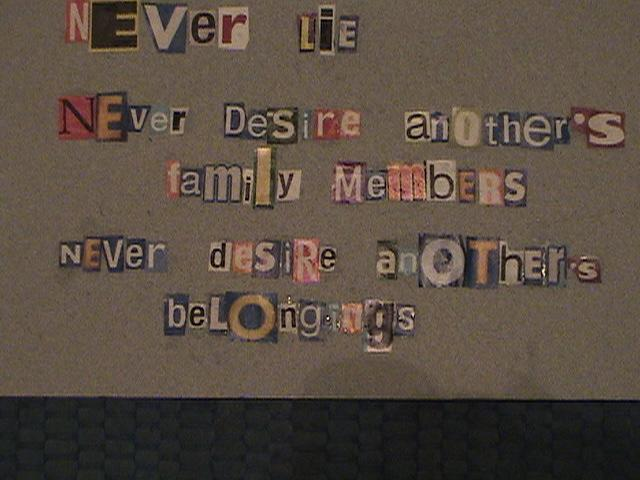 NEVer LiE
NEver DeSire anOther'S
family MemBERS
NEVER desiRe anOTHEr's
beLOngings